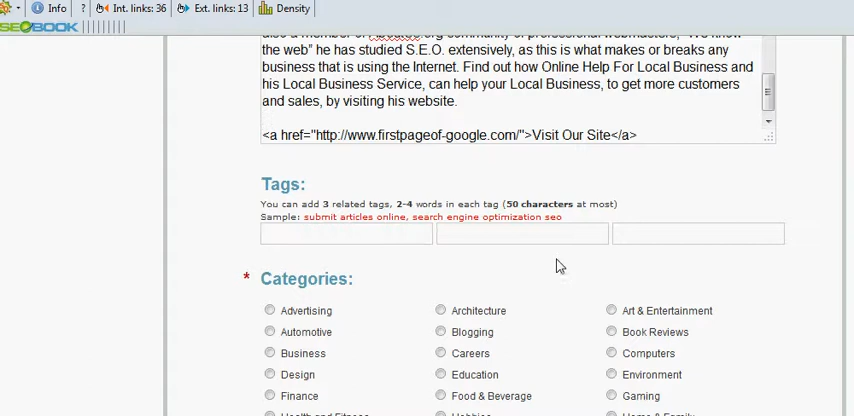 Info ? Int. links: 36 Ext. links: 13 Density
SEOBOOK
the web" he has studied S.E.O. extensively, as this is what makes or breaks any
business that is using the Internet. Find out how Online Help For Local Business and
his Local Business Service, can help your Local Business, to get more customers
and sales, by visiting his website.
<a href="http://www.firstpageof-google.com/">Visit Our Site</a>
Tags:
You can add 3 related tags, 2-4 words in each tag (50 characters at most)
Sample: submit articles online, search engine optimization seo
* Categories:
Advertising Architecture Art & Entertainment
Automotive Blogging Book Reviews
Business Careers Computers
Design Education Environment
Finance Food & Beverage Gaming